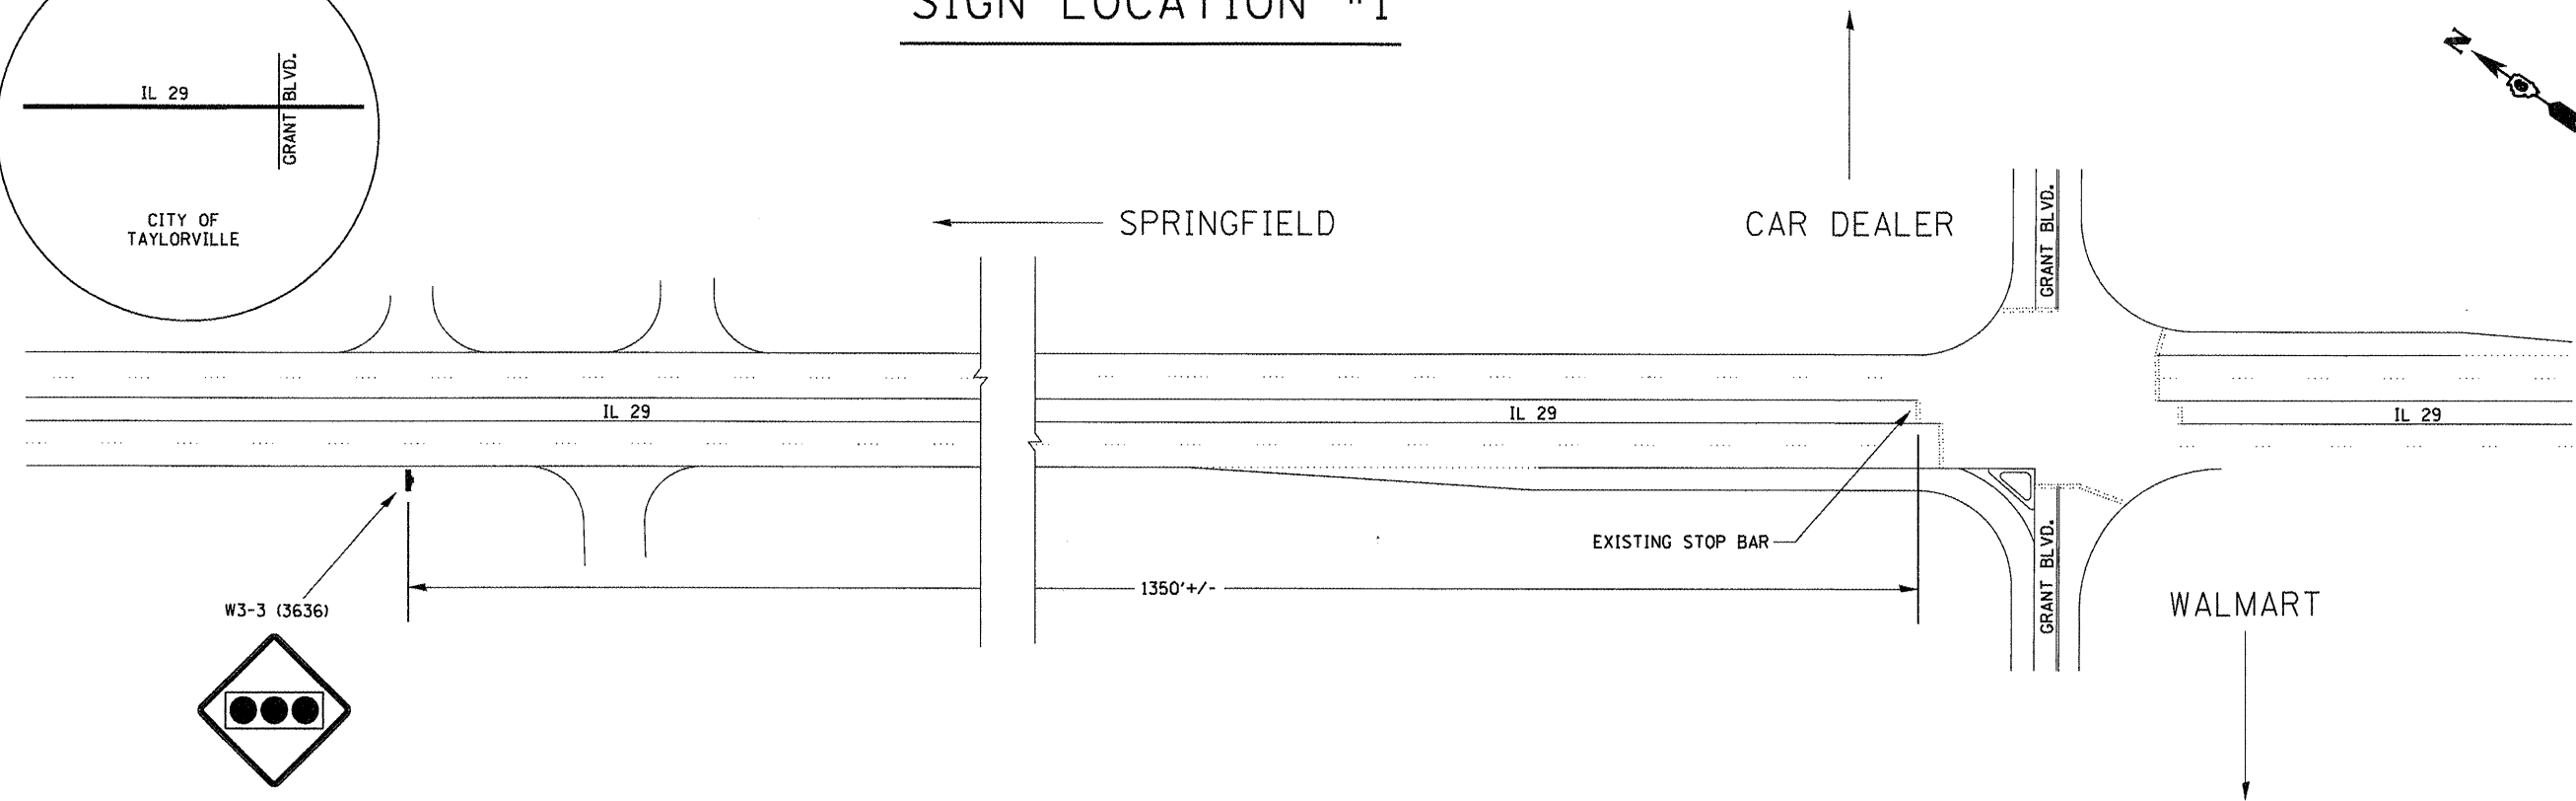 SIGN LOCATION #1
N
IL 29
GRANT BLVD.
CITY OF
TAYLORVILLE
SPRINGFIELD
CAR DEALER
GRANT BLVD.
IL 29
IL 29
IL 29
EXISTING STOP BAR
1350'+/-
W3-3 (3636)
GRANT BLVD.
WALMART